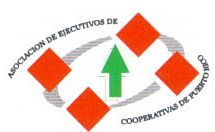 ASOCIACION DE EJECUTIVOS DE
COOPERATIVAS DE PUERTO RICO